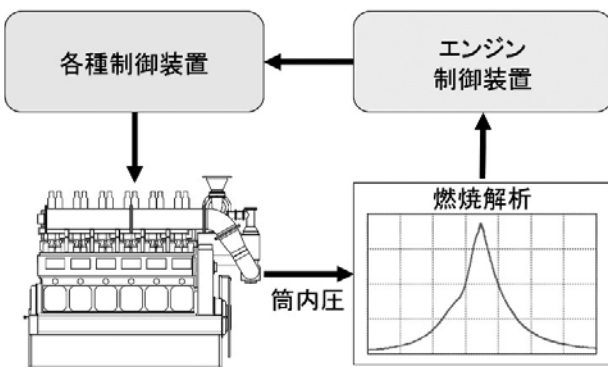 各種制御装置
エンジン
制御装置
燃焼解析
筒内圧